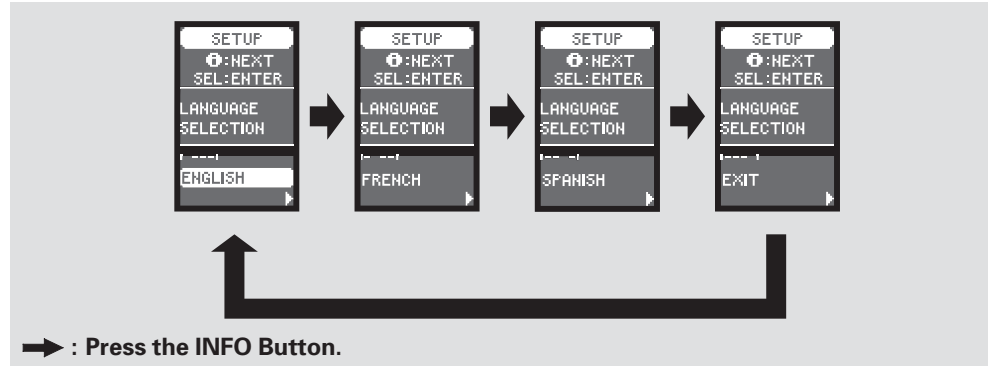 SETUP
ⓘ:NEXT
SEL:ENTER
LANGUAGE
SELECTION
ENGLISH
SETUP
ⓘ:NEXT
SEL:ENTER
LANGUAGE
SELECTION
FRENCH
SETUP
ⓘ:NEXT
SEL:ENTER
LANGUAGE
SELECTION
SPANISH
SETUP
ⓘ:NEXT
SEL:ENTER
LANGUAGE
SELECTION
EXIT
: Press the INFO Button.